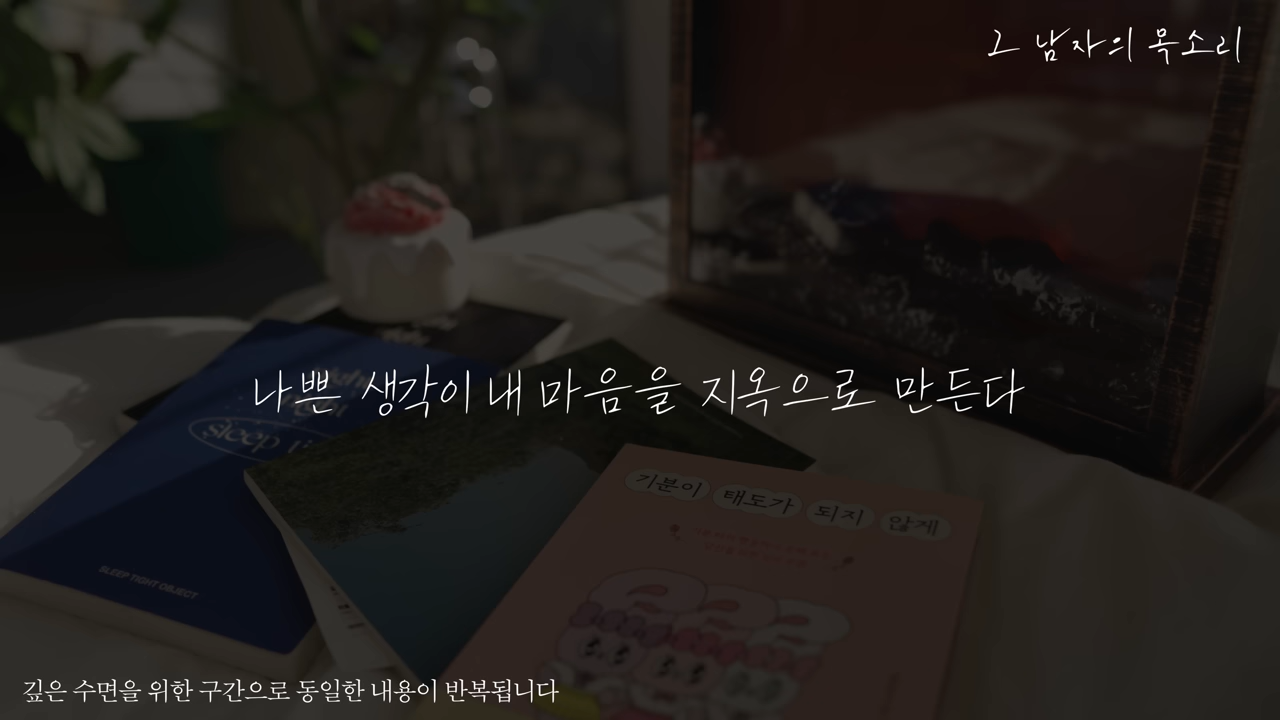 그 남자의 목소리
나쁜 생각이 내 마음을 지옥으로 만든다
sleep
기분이 태도가 되지 않게
SLEEP TIGHT OBJECT
깊은 수면을 위한 구간으로 동일한 내용이 반복됩니다